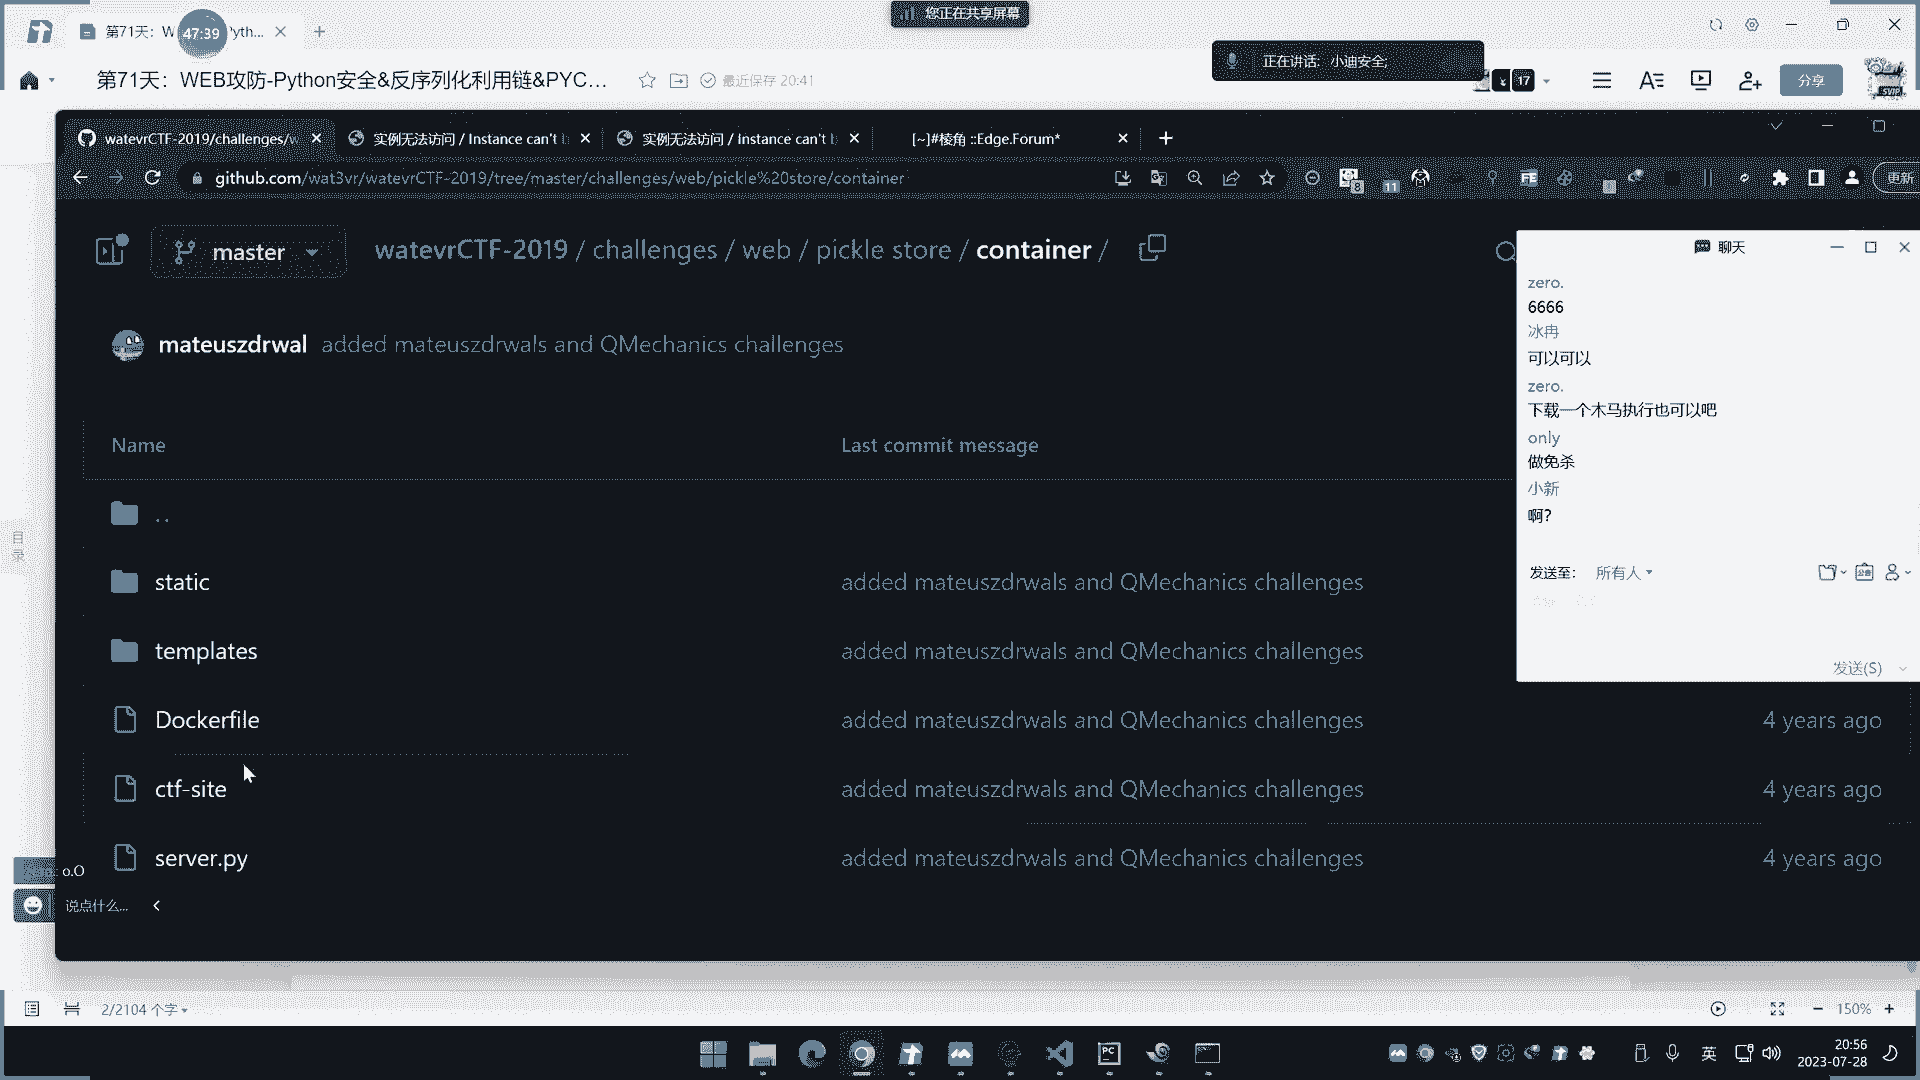 您正在共享屏幕
第71天：W
47:39
'yth...
正在讲话：小迪安全;
第71天：WEB攻防-Python安全&反序列化利用链&PYC...
最近保存 20:41
17
分享
SVIP
watevrCTF-2019/challenges/w
实例无法访问 / Instance can't b
实例无法访问 / Instance can't b
[~]#棱角 ::Edge.Forum*
github.com/wat3vr/watevrCTF-2019/tree/master/challenges/web/pickle%20store/container
8
11
FE
更新
master
watevrCTF-2019 / challenges / web / pickle store / container /
mateuszdrwal added mateuszdrwals and QMechanics challenges
Name
Last commit message
..
static
added mateuszdrwals and QMechanics challenges
templates
added mateuszdrwals and QMechanics challenges
Dockerfile
added mateuszdrwals and QMechanics challenges
4 years ago
ctf-site
added mateuszdrwals and QMechanics challenges
4 years ago
server.py
added mateuszdrwals and QMechanics challenges
4 years ago
聊天
zero.
6666
冰冉
可以可以
zero.
下载一个木马执行也可以吧
only
做免杀
小新
啊?
发送至：
所有人
公告
发送(S)
目录
o.O
说点什么...
2/2104 个字
150%
PC
英
20:56
2023-07-28